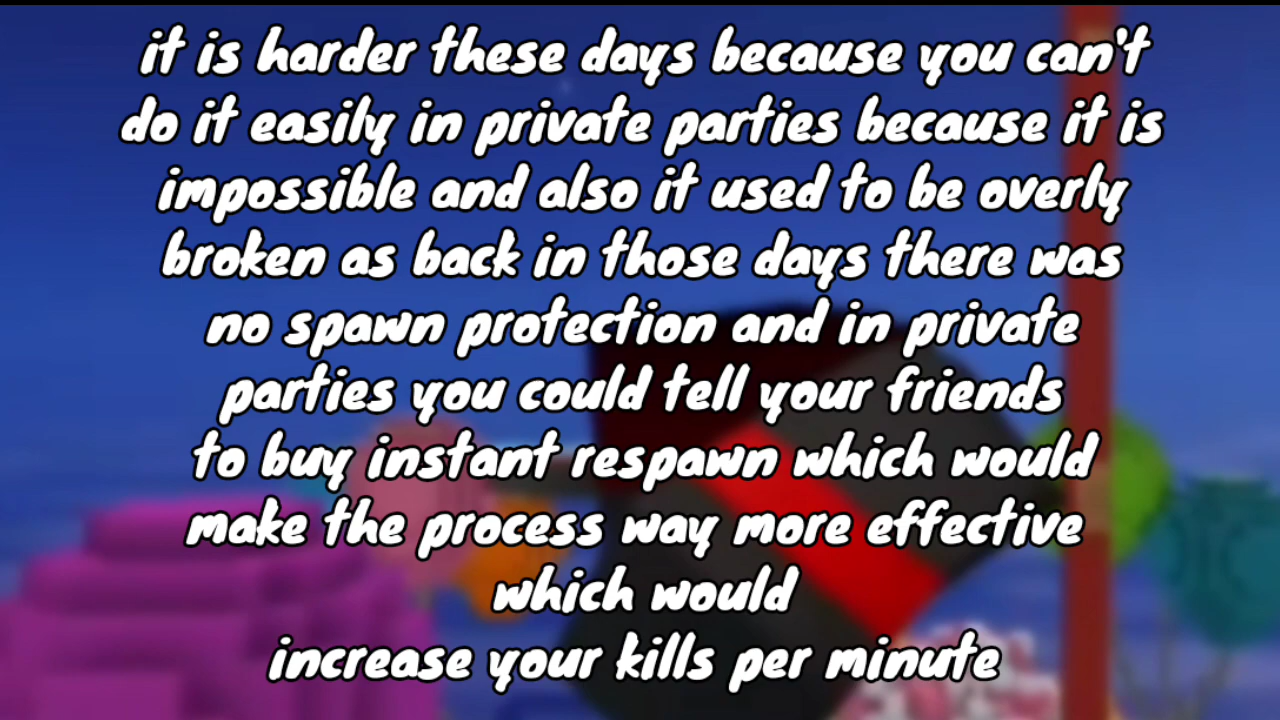 it is harder these days because you can't
do it easily in private parties because it is
impossible and also it used to be overly
broken as back in those days there was
no spawn protection and in private
parties you could tell your friends
to buy instant respawn which would
make the process way more effective
which would
increase your kills per minute